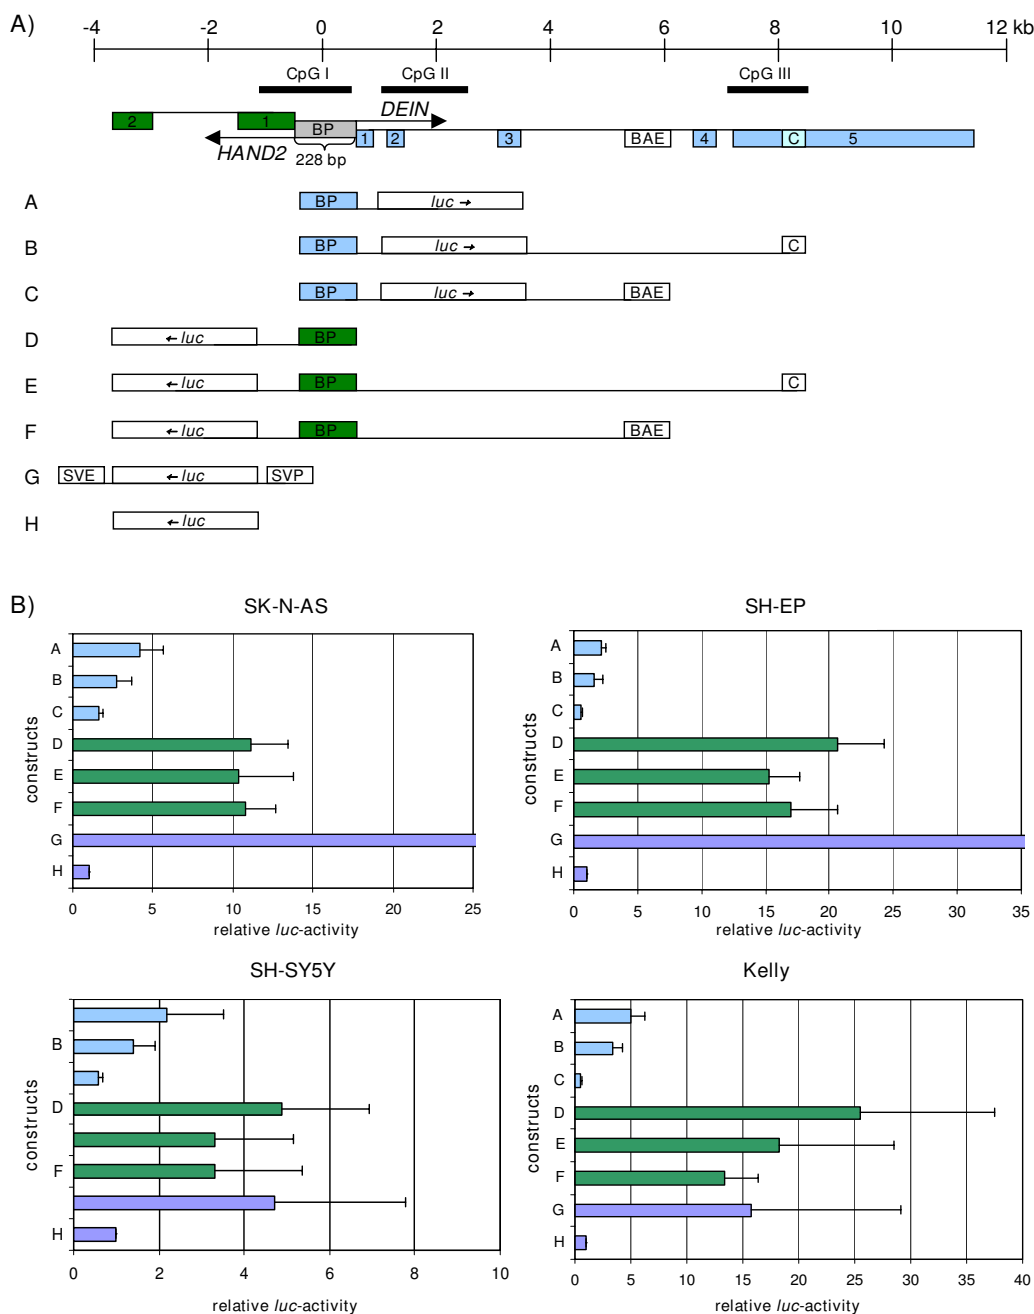 A)
-4 -2 0 2 4 6 8 10 12 kb
CpG I CpG II CpG III
DEIN
2 1 BP
HAND2 1 2 3 BAE 4 C 5
228 bp
A BP luc →
B BP luc → C
C BP luc → BAE
D ← luc BP
E ← luc BP C
F ← luc BP BAE
G SVE ← luc SVP
H ← luc
B)
SK-N-AS
constructs
A
B
C
D
E
F
G
H
0 5 10 15 20 25
relative luc-activity
SH-EP
constructs
A
B
C
D
E
F
G
H
0 5 10 15 20 25 30 35
relative luc-activity
SH-SY5Y
constructs
B
D
F
H
0 2 4 6 8 10
relative luc-activity
Kelly
constructs
A
B
C
D
E
F
G
H
0 5 10 15 20 25 30 35 40
relative luc-activity